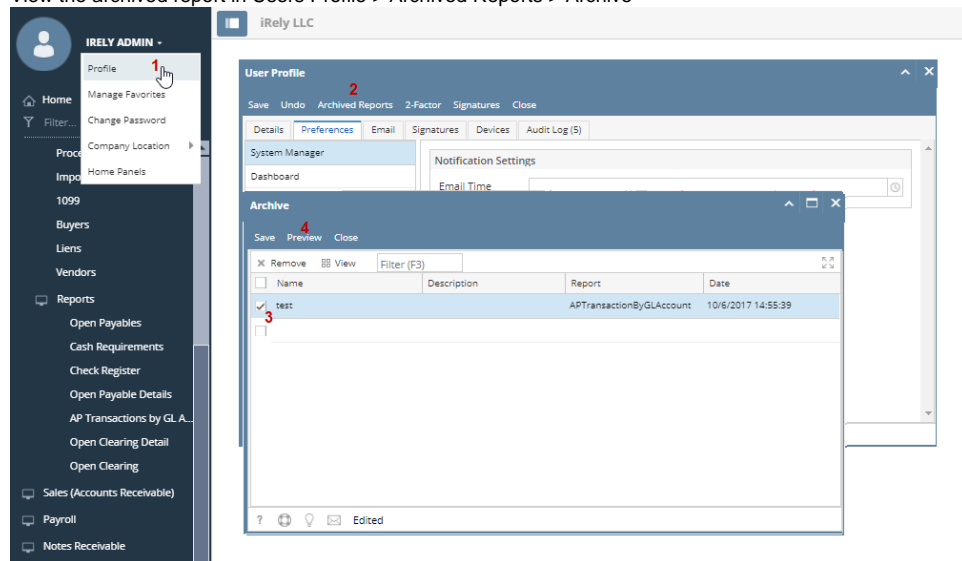 View the archived report in Users Profile > Archived Reports > Archive
iRely LLC
IRELY ADMIN
Profile
1
Manage Favorites
Change Password
Company Location
Home Panels
Home
Filter...
Proce
Impo
1099
Buyers
Liens
Vendors
Reports
Open Payables
Cash Requirements
Check Register
Open Payable Details
AP Transactions by GL A...
Open Clearing Detail
Open Clearing
Sales (Accounts Receivable)
Payroll
Notes Receivable
User Profile
2
Save Undo Archived Reports 2-Factor Signatures Close
Details Preferences Email Signatures Devices Audit Log (5)
System Manager
Notification Settings
Dashboard
Email Time
Archive
4
Save Preview Close
Remove View Filter (F3)
Name Description Report Date
test APTransactionByGLAccount 10/6/2017 14:55:39
3
? Edited